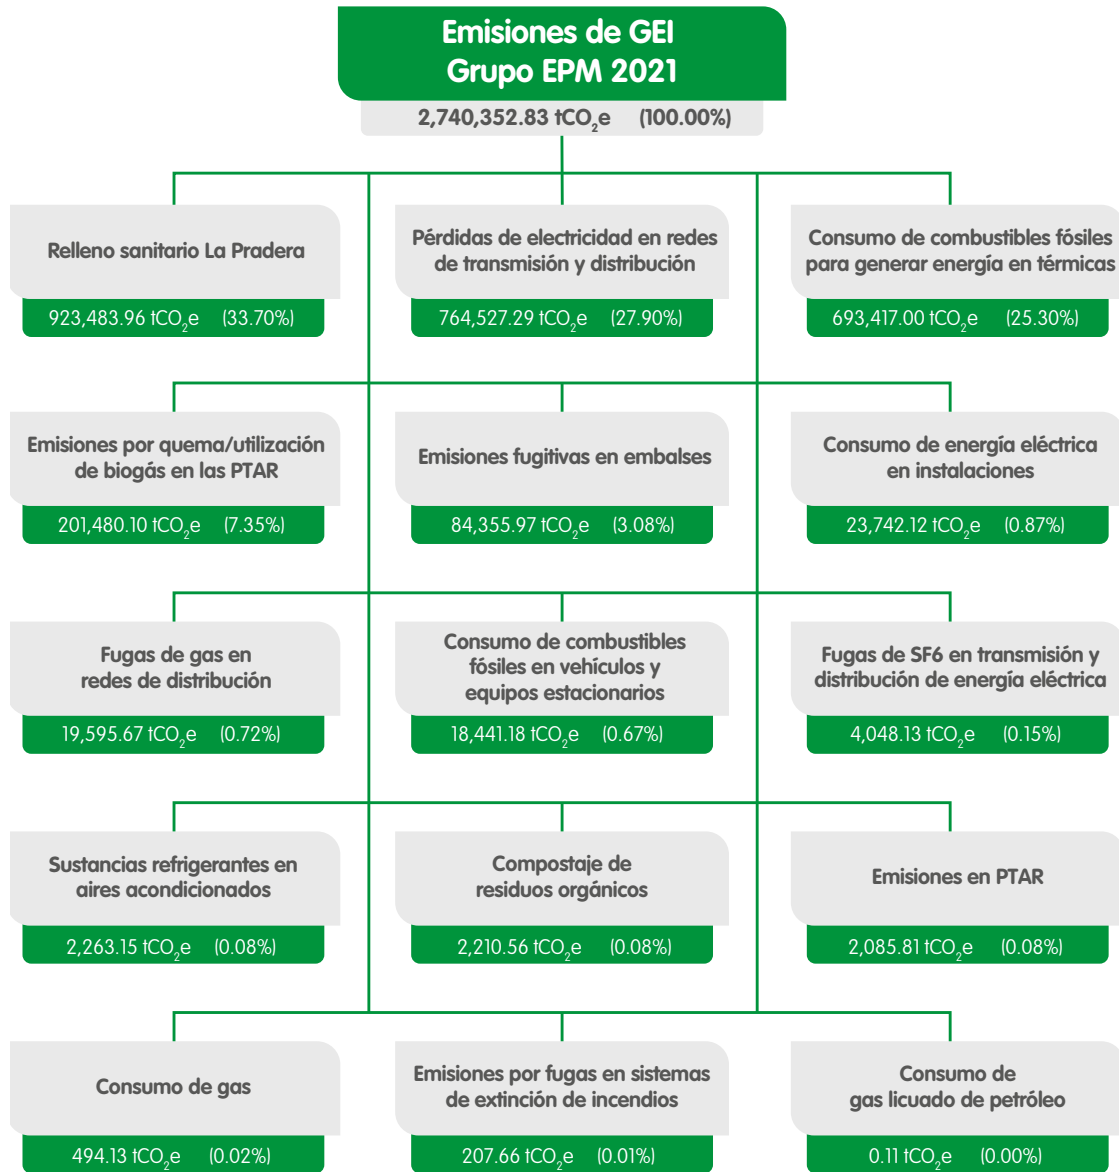 Emisiones de GEI
Grupo EPM 2021
2,740,352.83 tCO₂e (100.00%)
Relleno sanitario La Pradera
923,483.96 tCO₂e (33.70%)
Pérdidas de electricidad en redes
de transmisión y distribución
764,527.29 tCO₂e (27.90%)
Consumo de combustibles fósiles
para generar energía en térmicas
693,417.00 tCO₂e (25.30%)
Emisiones por quema/utilización
de biogás en las PTAR
201,480.10 tCO₂e (7.35%)
Emisiones fugitivas en embalses
84,355.97 tCO₂e (3.08%)
Consumo de energía eléctrica
en instalaciones
23,742.12 tCO₂e (0.87%)
Fugas de gas en
redes de distribución
19,595.67 tCO₂e (0.72%)
Consumo de combustibles
fósiles en vehículos y
equipos estacionarios
18,441.18 tCO₂e (0.67%)
Fugas de SF6 en transmisión y
distribución de energía eléctrica
4,048.13 tCO₂e (0.15%)
Sustancias refrigerantes en
aires acondicionados
2,263.15 tCO₂e (0.08%)
Compostaje de
residuos orgánicos
2,210.56 tCO₂e (0.08%)
Emisiones en PTAR
2,085.81 tCO₂e (0.08%)
Consumo de gas
494.13 tCO₂e (0.02%)
Emisiones por fugas en sistemas
de extinción de incendios
207.66 tCO₂e (0.01%)
Consumo de
gas licuado de petróleo
0.11 tCO₂e (0.00%)